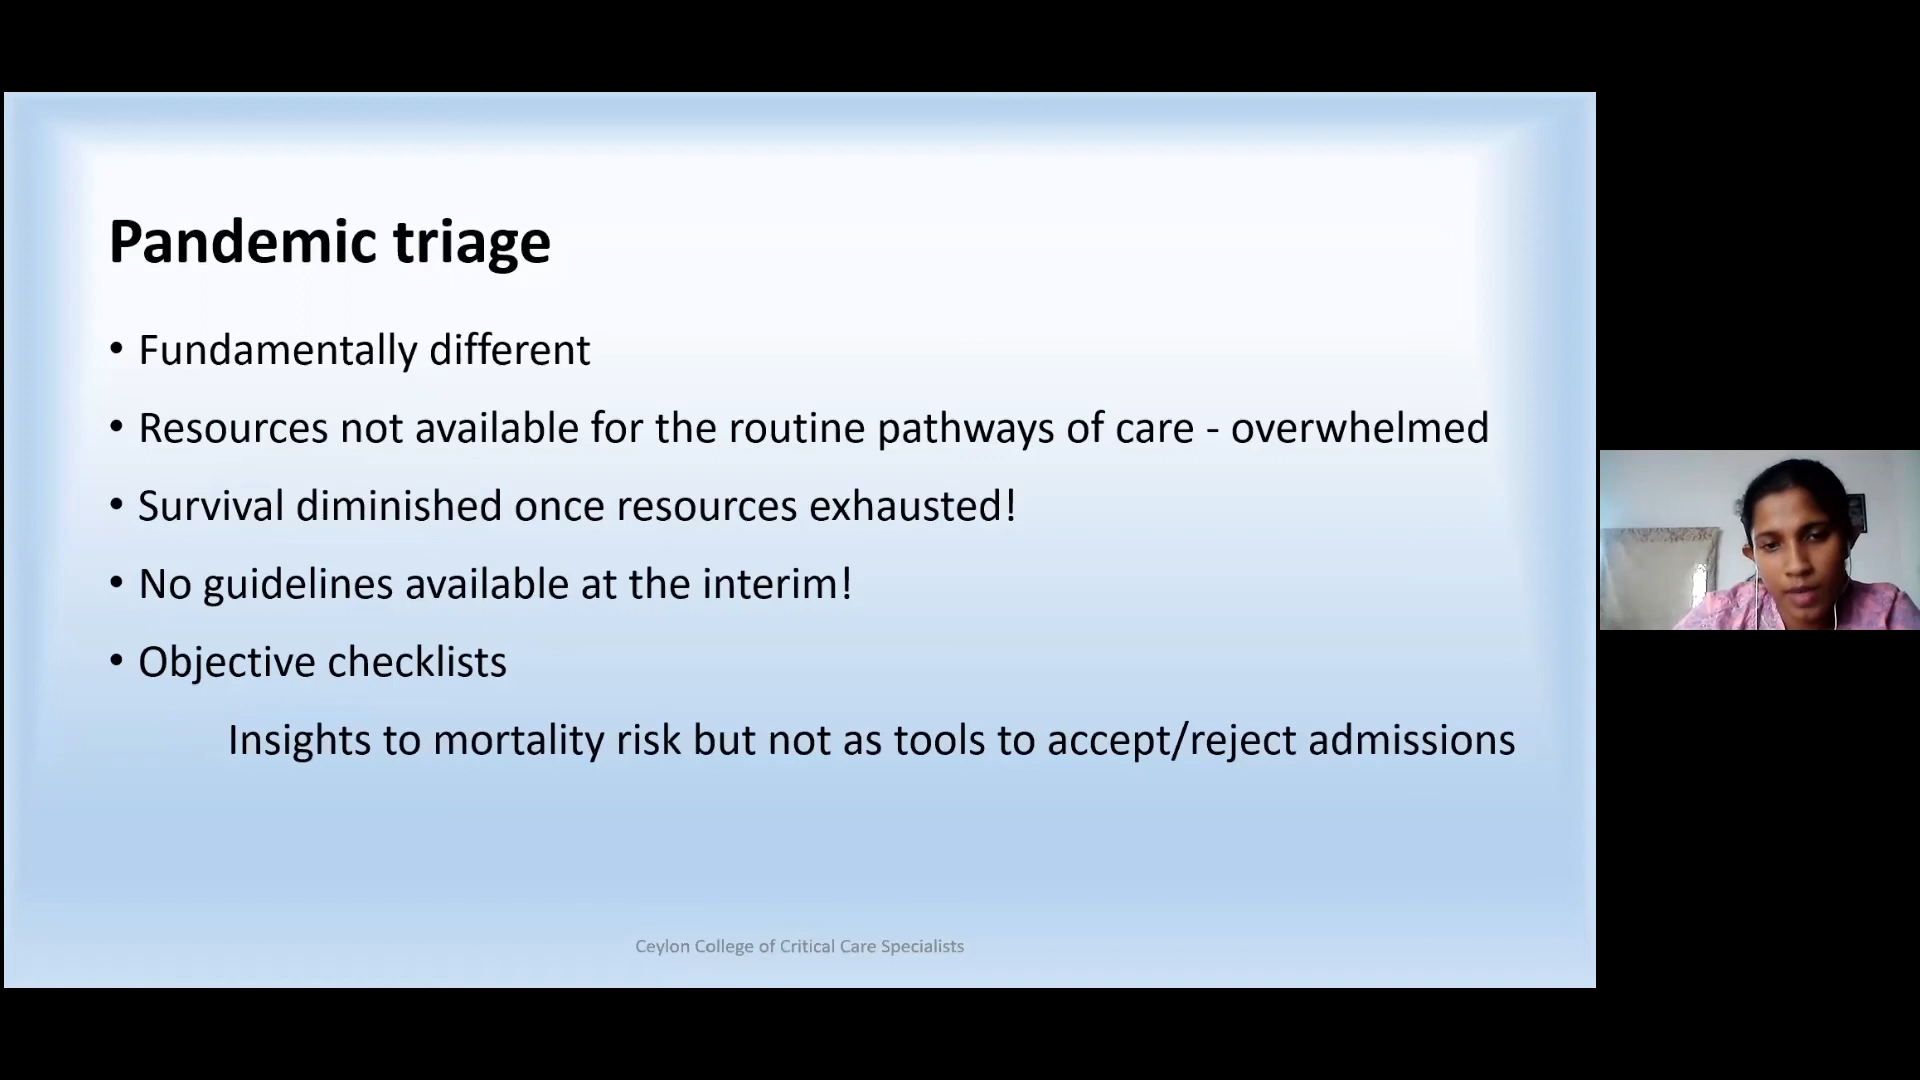 Pandemic triage
• Fundamentally different
• Resources not available for the routine pathways of care - overwhelmed
• Survival diminished once resources exhausted!
• No guidelines available at the interim!
• Objective checklists
Insights to mortality risk but not as tools to accept/reject admissions
Ceylon College of Critical Care Specialists